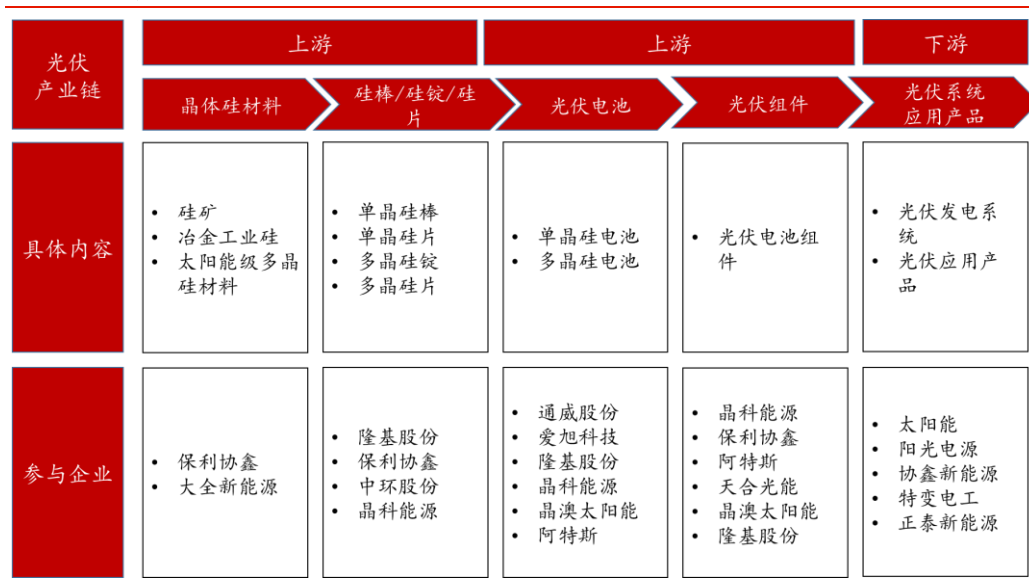 光伏
产业链
上游
上游
下游
晶体硅材料
硅棒/硅锭/硅
片
光伏电池
光伏组件
光伏系统
应用产品
具体内容
• 硅矿
• 冶金工业硅
• 太阳能级多晶
硅材料
• 单晶硅棒
• 单晶硅片
• 多晶硅锭
• 多晶硅片
• 单晶硅电池
• 多晶硅电池
• 光伏电池组
件
• 光伏发电系
统
• 光伏应用产
品
参与企业
• 保利协鑫
• 大全新能源
• 隆基股份
• 保利协鑫
• 中环股份
• 晶科能源
• 通威股份
• 爱旭科技
• 隆基股份
• 晶科能源
• 晶澳太阳能
• 阿特斯
• 晶科能源
• 保利协鑫
• 阿特斯
• 天合光能
• 晶澳太阳能
• 隆基股份
• 太阳能
• 阳光电源
• 协鑫新能源
• 特变电工
• 正泰新能源